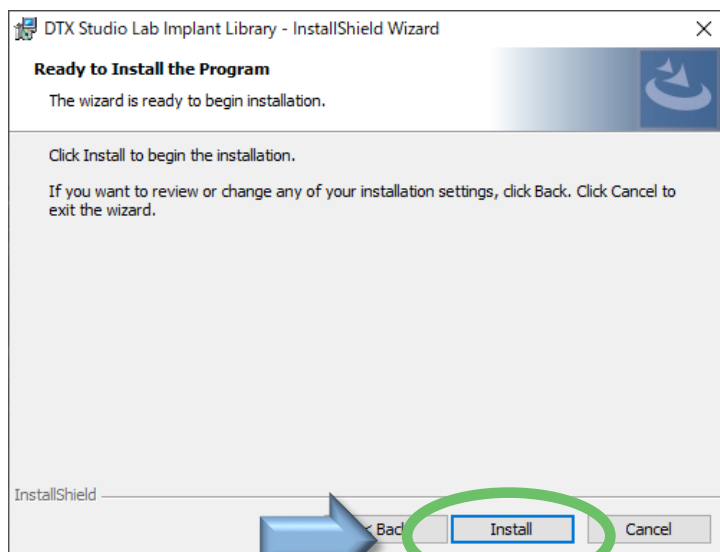 DTX Studio Lab Implant Library - InstallShield Wizard
Ready to Install the Program
The wizard is ready to begin installation.
Click Install to begin the installation.
If you want to review or change any of your installation settings, click Back. Click Cancel to
exit the wizard.
InstallShield
< Back
Install
Cancel